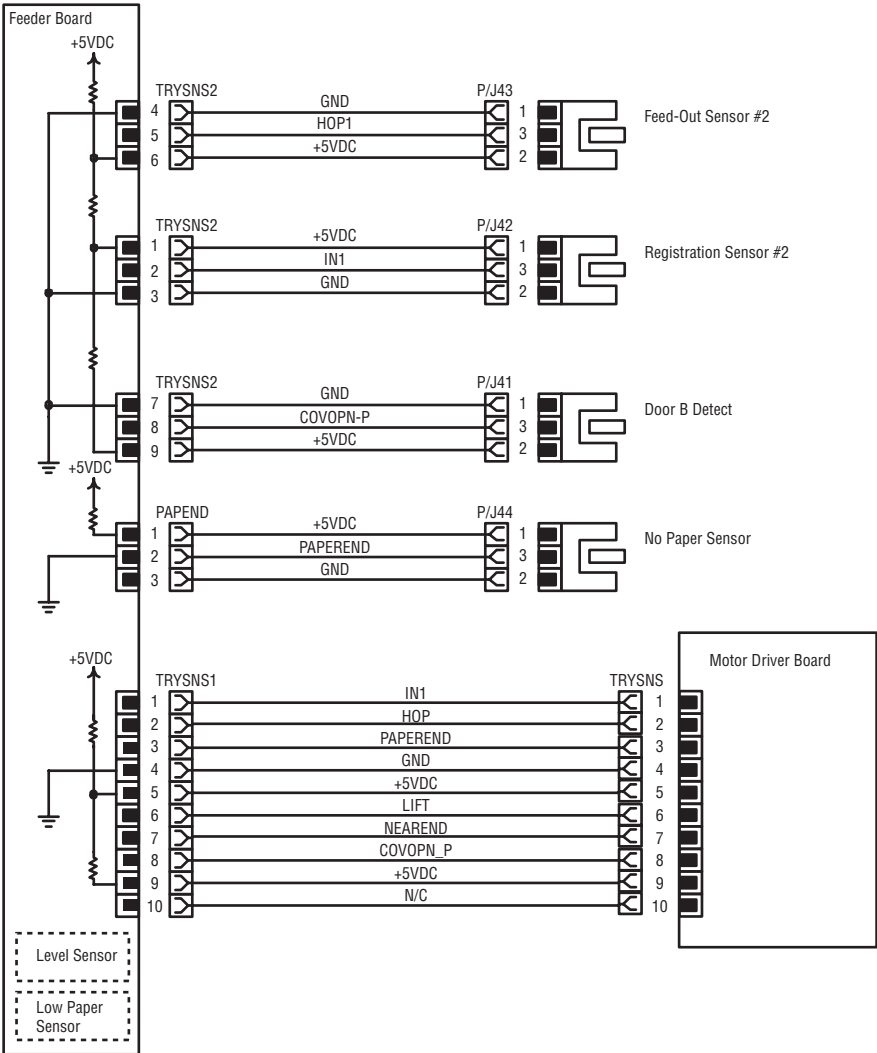 Feeder Board
+5VDC
TRYSNS2
P/J43
4
GND
1
Feed-Out Sensor #2
5
HOP1
3
6
+5VDC
2
TRYSNS2
P/J42
1
+5VDC
1
Registration Sensor #2
2
IN1
3
3
GND
2
TRYSNS2
P/J41
7
GND
1
Door B Detect
8
COVOPN-P
3
9
+5VDC
2
+5VDC
PAPEND
P/J44
1
+5VDC
1
No Paper Sensor
2
PAPEREND
3
3
GND
2
+5VDC
Motor Driver Board
TRYSNS1
TRYSNS
1
IN1
1
2
HOP
2
3
PAPEREND
3
4
GND
4
5
+5VDC
5
6
LIFT
6
7
NEAREND
7
8
COVOPN_P
8
9
+5VDC
9
10
N/C
10
Level Sensor
Low Paper
Sensor